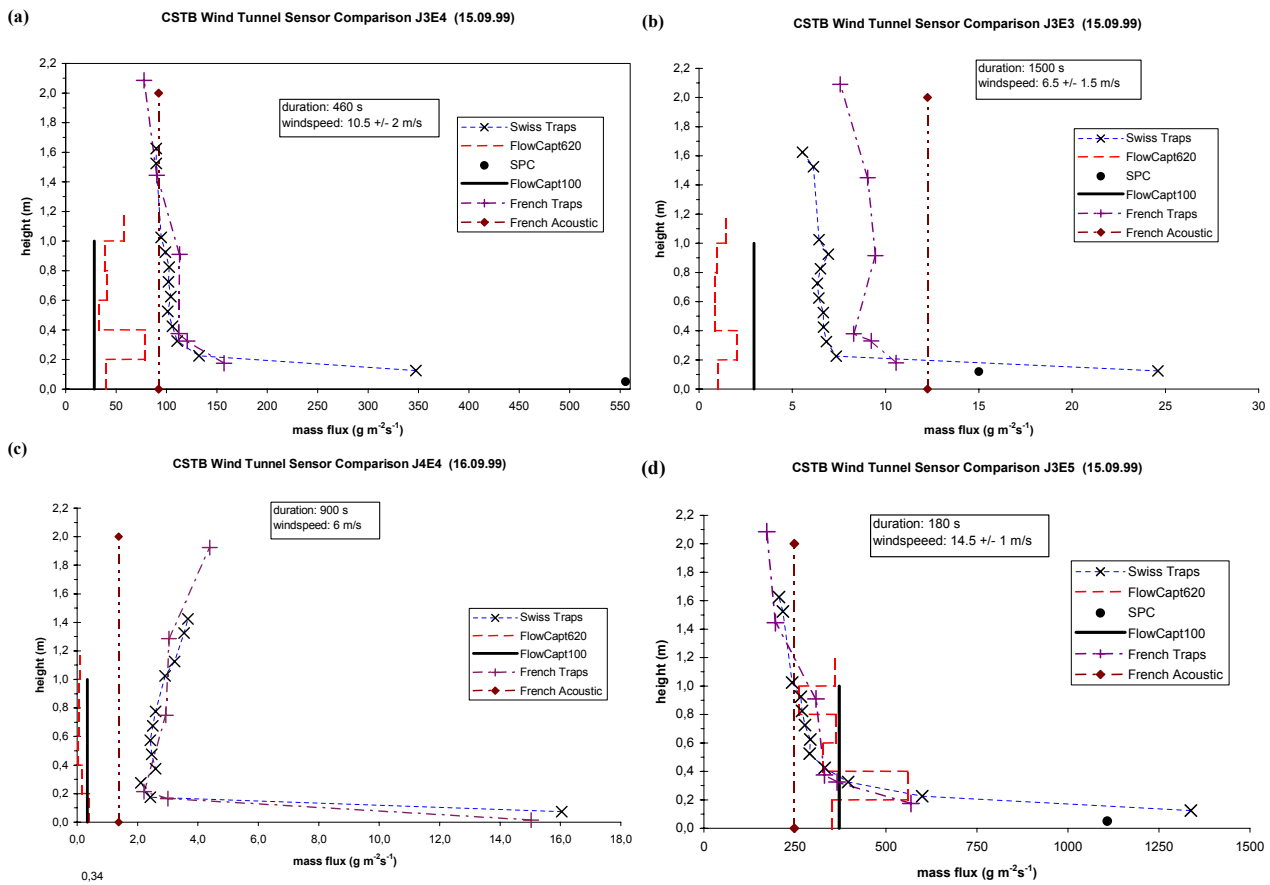 (a)
CSTB Wind Tunnel Sensor Comparison J3E4 (15.09.99)
2,2
2,0
1,8
1,6
1,4
1,2
1,0
0,8
0,6
0,4
0,2
0,0
height (m)
duration: 460 s
windspeed: 10.5 +/- 2 m/s
Swiss Traps
FlowCapt620
SPC
FlowCapt100
French Traps
French Acoustic
0 50 100 150 200 250 300 350 400 450 500 550
mass flux (g m⁻²s⁻¹)
(b)
CSTB Wind Tunnel Sensor Comparison J3E3 (15.09.99)
2,2
2,0
1,8
1,6
1,4
1,2
1,0
0,8
0,6
0,4
0,2
0,0
height (m)
duration: 1500 s
windspeed: 6.5 +/- 1.5 m/s
Swiss Traps
FlowCapt620
SPC
FlowCapt100
French Traps
French Acoustic
0 5 10 15 20 25 30
mass flux (g m⁻²s⁻¹)
(c)
CSTB Wind Tunnel Sensor Comparison J4E4 (16.09.99)
2,2
2,0
1,8
1,6
1,4
1,2
1,0
0,8
0,6
0,4
0,2
0,0
height (m)
duration: 900 s
windspeed: 6 m/s
Swiss Traps
FlowCapt620
FlowCapt100
French Traps
French Acoustic
0,0 2,0 4,0 6,0 8,0 10,0 12,0 14,0 16,0 18,0
mass flux (g m⁻²s⁻¹)
0,34
(d)
CSTB Wind Tunnel Sensor Comparison J3E5 (15.09.99)
2,2
2,0
1,8
1,6
1,4
1,2
1,0
0,8
0,6
0,4
0,2
0,0
height (m)
duration: 180 s
windspeeed: 14.5 +/- 1 m/s
Swiss Traps
FlowCapt620
SPC
FlowCapt100
French Traps
French Acoustic
0 250 500 750 1000 1250 1500
mass flux (g m⁻²s⁻¹)